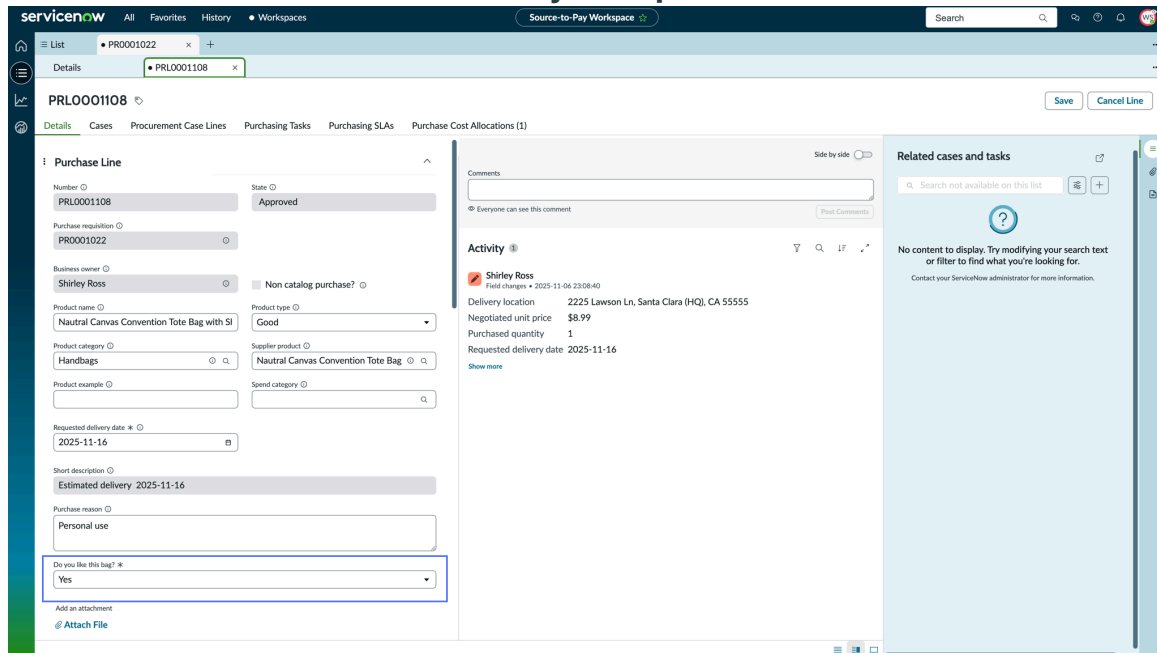 servicenow All Favorites History Workspaces Source-to-Pay Workspace ☆ Search WS
List • PR0001022 × +
Details • PRL0001108 ×
PRL0001108 Save Cancel Line
Details Cases Procurement Case Lines Purchasing Tasks Purchasing SLAs Purchase Cost Allocations (1)
Purchase Line
Number
PRL0001108
State
Approved
Purchase requisition
PR0001022
Business owner
Shirley Ross
Non catalog purchase?
Product name
Nautral Canvas Convention Tote Bag with Sl
Product type
Good
Product category
Handbags
Supplier product
Nautral Canvas Convention Tote Bag
Product example
Spend category
Requested delivery date *
2025-11-16
Short description
Estimated delivery 2025-11-16
Purchase reason
Personal use
Do you like this bag? *
Yes
Add an attachment
Attach File
Side by side
Comments
Everyone can see this comment
Post Comments
Activity 1
Shirley Ross
Field changes • 2025-11-06 23:08:40
Delivery location 2225 Lawson Ln, Santa Clara (HQ), CA 55555
Negotiated unit price $8.99
Purchased quantity 1
Requested delivery date 2025-11-16
Show more
Related cases and tasks
Search not available on this list
No content to display. Try modifying your search text
or filter to find what you're looking for.
Contact your ServiceNow administrator for more information.